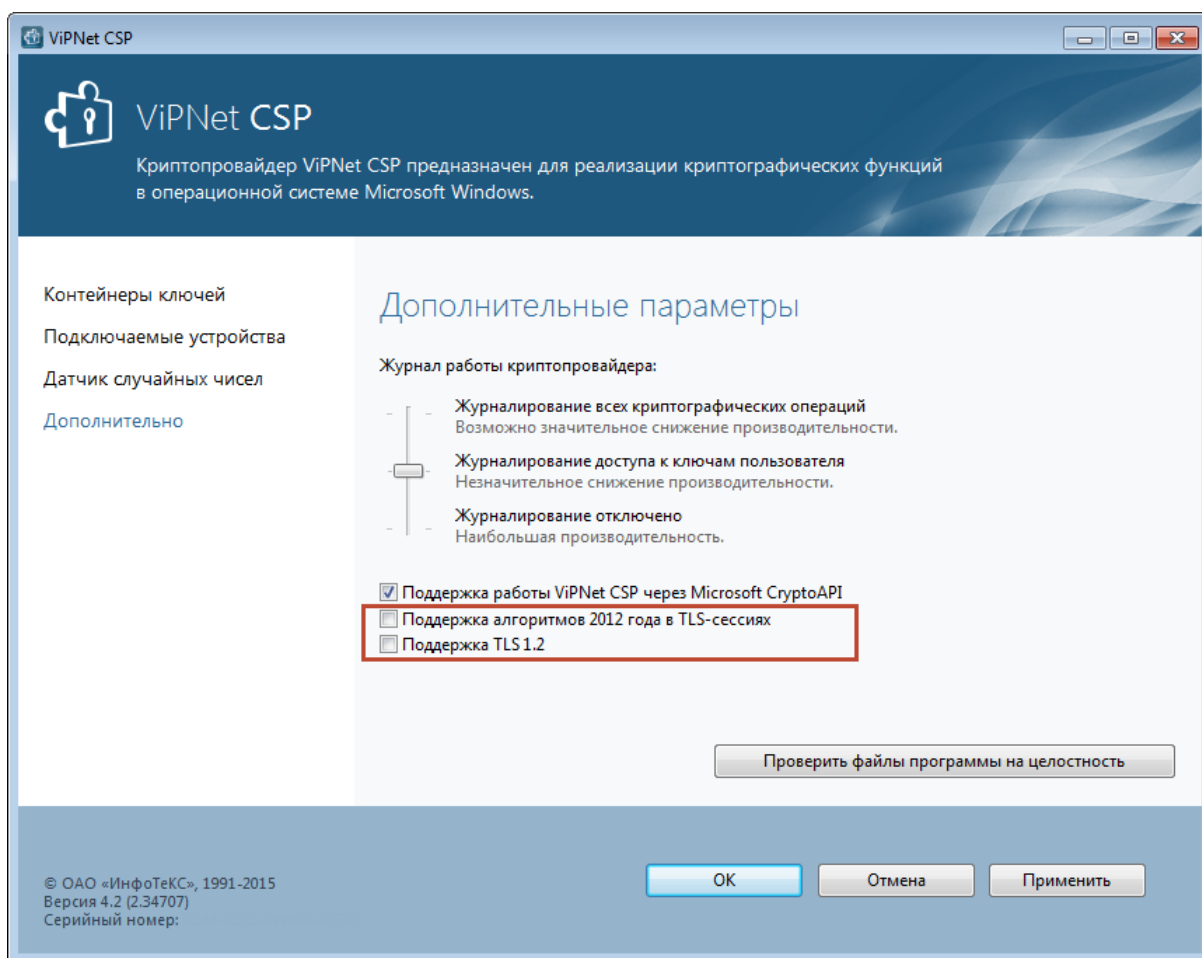 ViPNet CSP
ViPNet CSP
Криптопровайдер ViPNet CSP предназначен для реализации криптографических функций
в операционной системе Microsoft Windows.
Контейнеры ключей
Подключаемые устройства
Датчик случайных чисел
Дополнительно
Дополнительные параметры
Журнал работы криптопровайдера:
Журналирование всех криптографических операций
Возможно значительное снижение производительности.
Журналирование доступа к ключам пользователя
Незначительное снижение производительности.
Журналирование отключено
Наибольшая производительность.
Поддержка работы ViPNet CSP через Microsoft CryptoAPI
Поддержка алгоритмов 2012 года в TLS-сессиях
Поддержка TLS 1.2
Проверить файлы программы на целостность
© ОАО «ИнфоТеКС», 1991-2015
Версия 4.2 (2.34707)
Серийный номер:
OK
Отмена
Применить